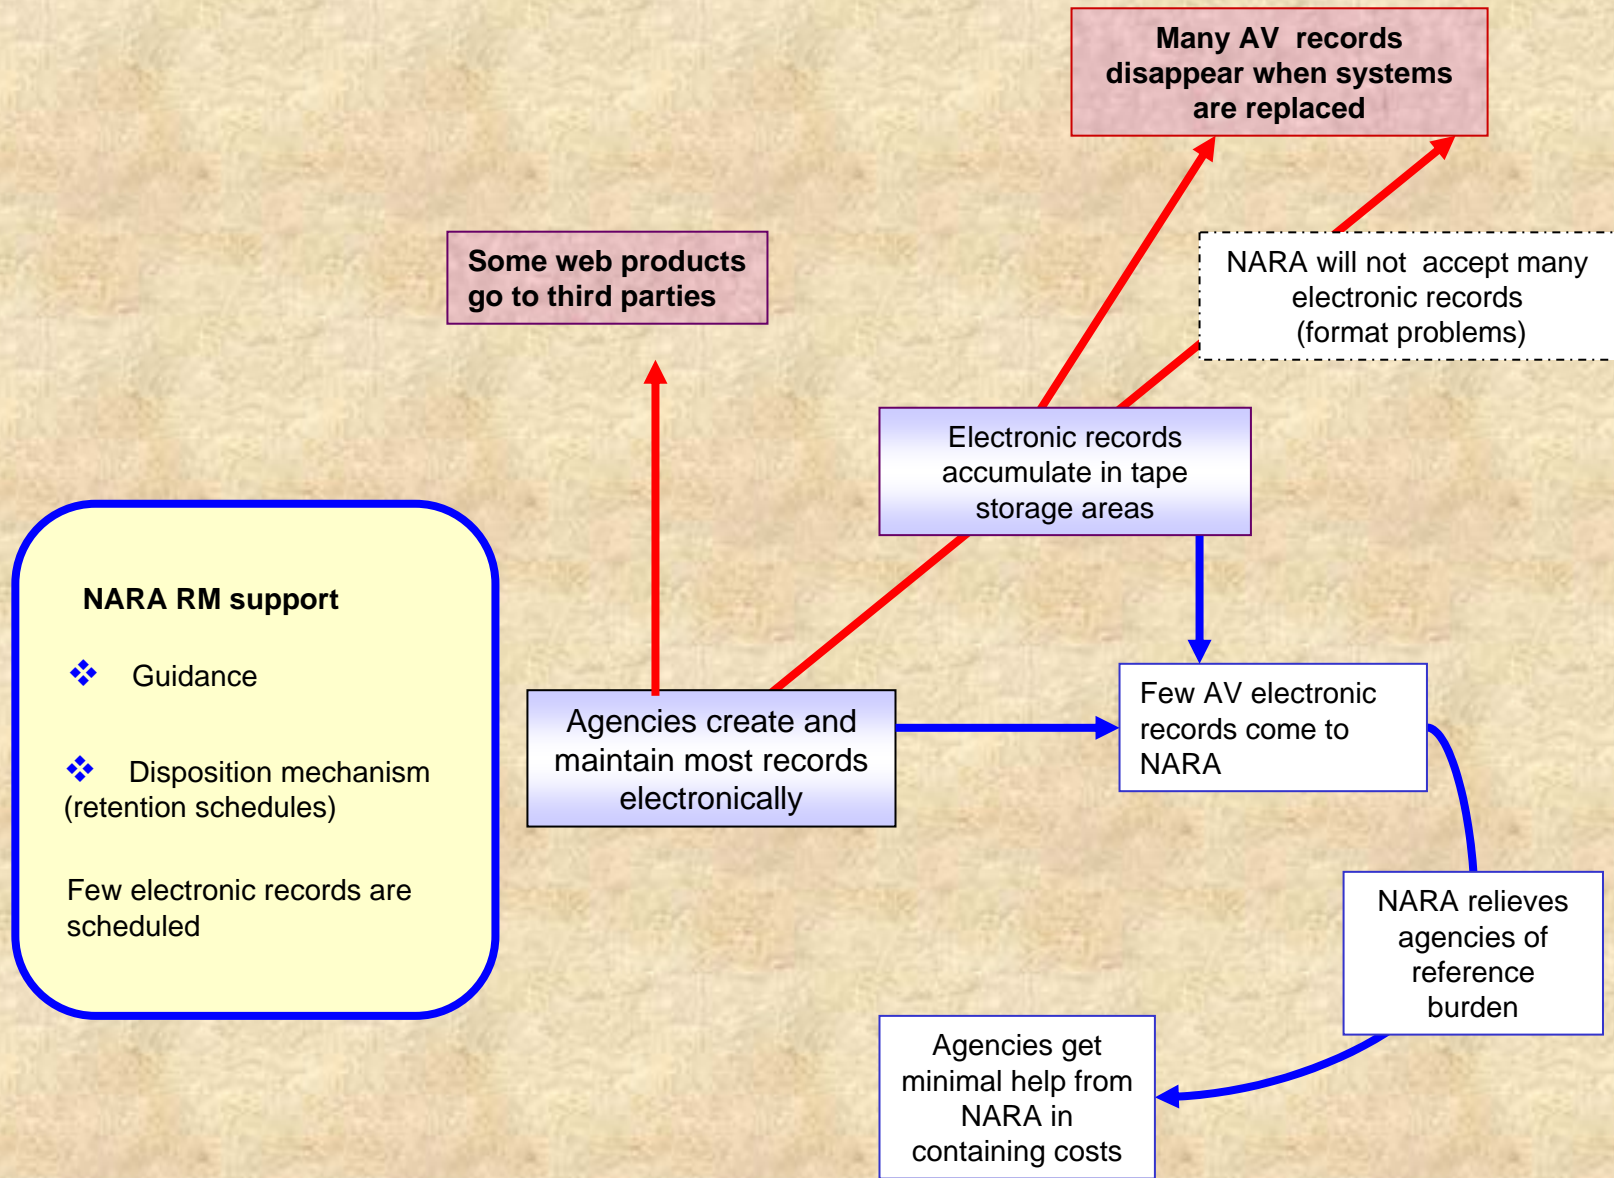 Many AV records
disappear when systems
are replaced
Some web products
go to third parties
NARA will not accept many
electronic records
(format problems)
Electronic records
accumulate in tape
storage areas
NARA RM support
Guidance
Disposition mechanism
(retention schedules)
Few electronic records are
scheduled
Agencies create and
maintain most records
electronically
Few AV electronic
records come to
NARA
NARA relieves
agencies of
reference
burden
Agencies get
minimal help from
NARA in
containing costs